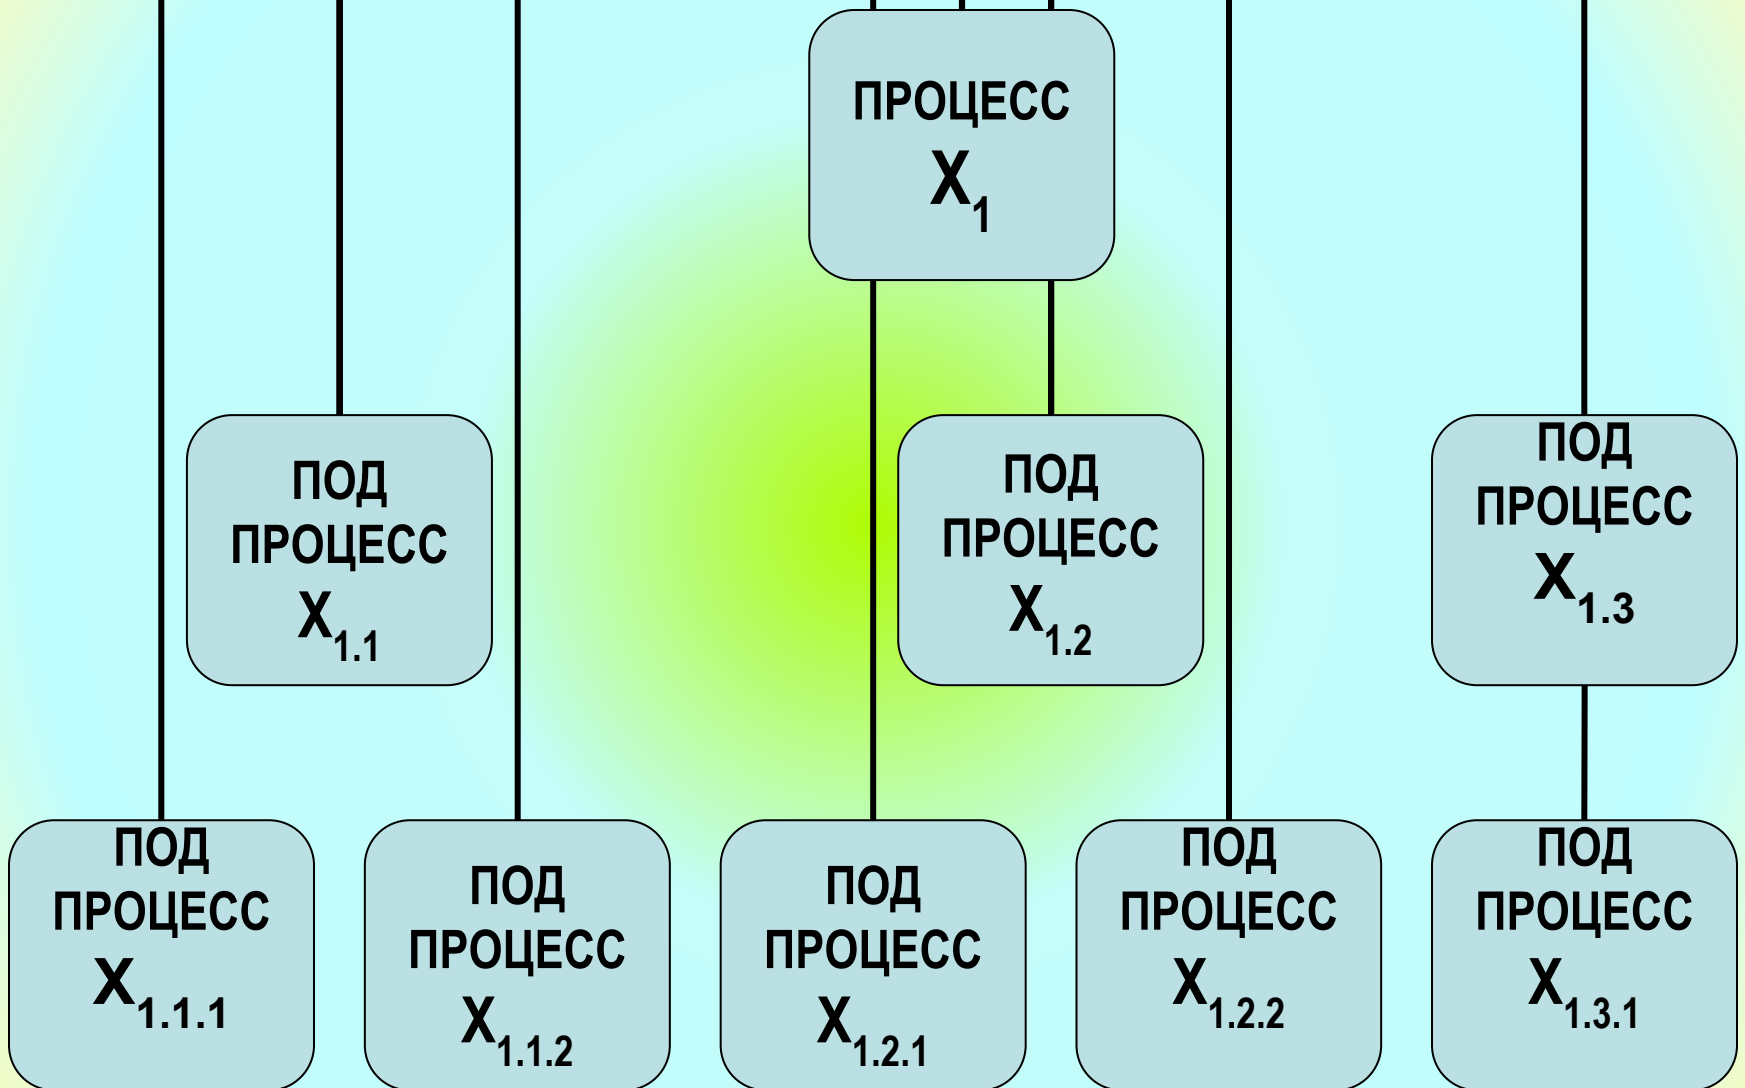 ПРОЦЕСС
X1
ПОД
ПРОЦЕСС
X1.1
ПОД
ПРОЦЕСС
X1.2
ПОД
ПРОЦЕСС
X1.3
ПОД
ПРОЦЕСС
X1.1.1
ПОД
ПРОЦЕСС
X1.1.2
ПОД
ПРОЦЕСС
X1.2.1
ПОД
ПРОЦЕСС
X1.2.2
ПОД
ПРОЦЕСС
X1.3.1